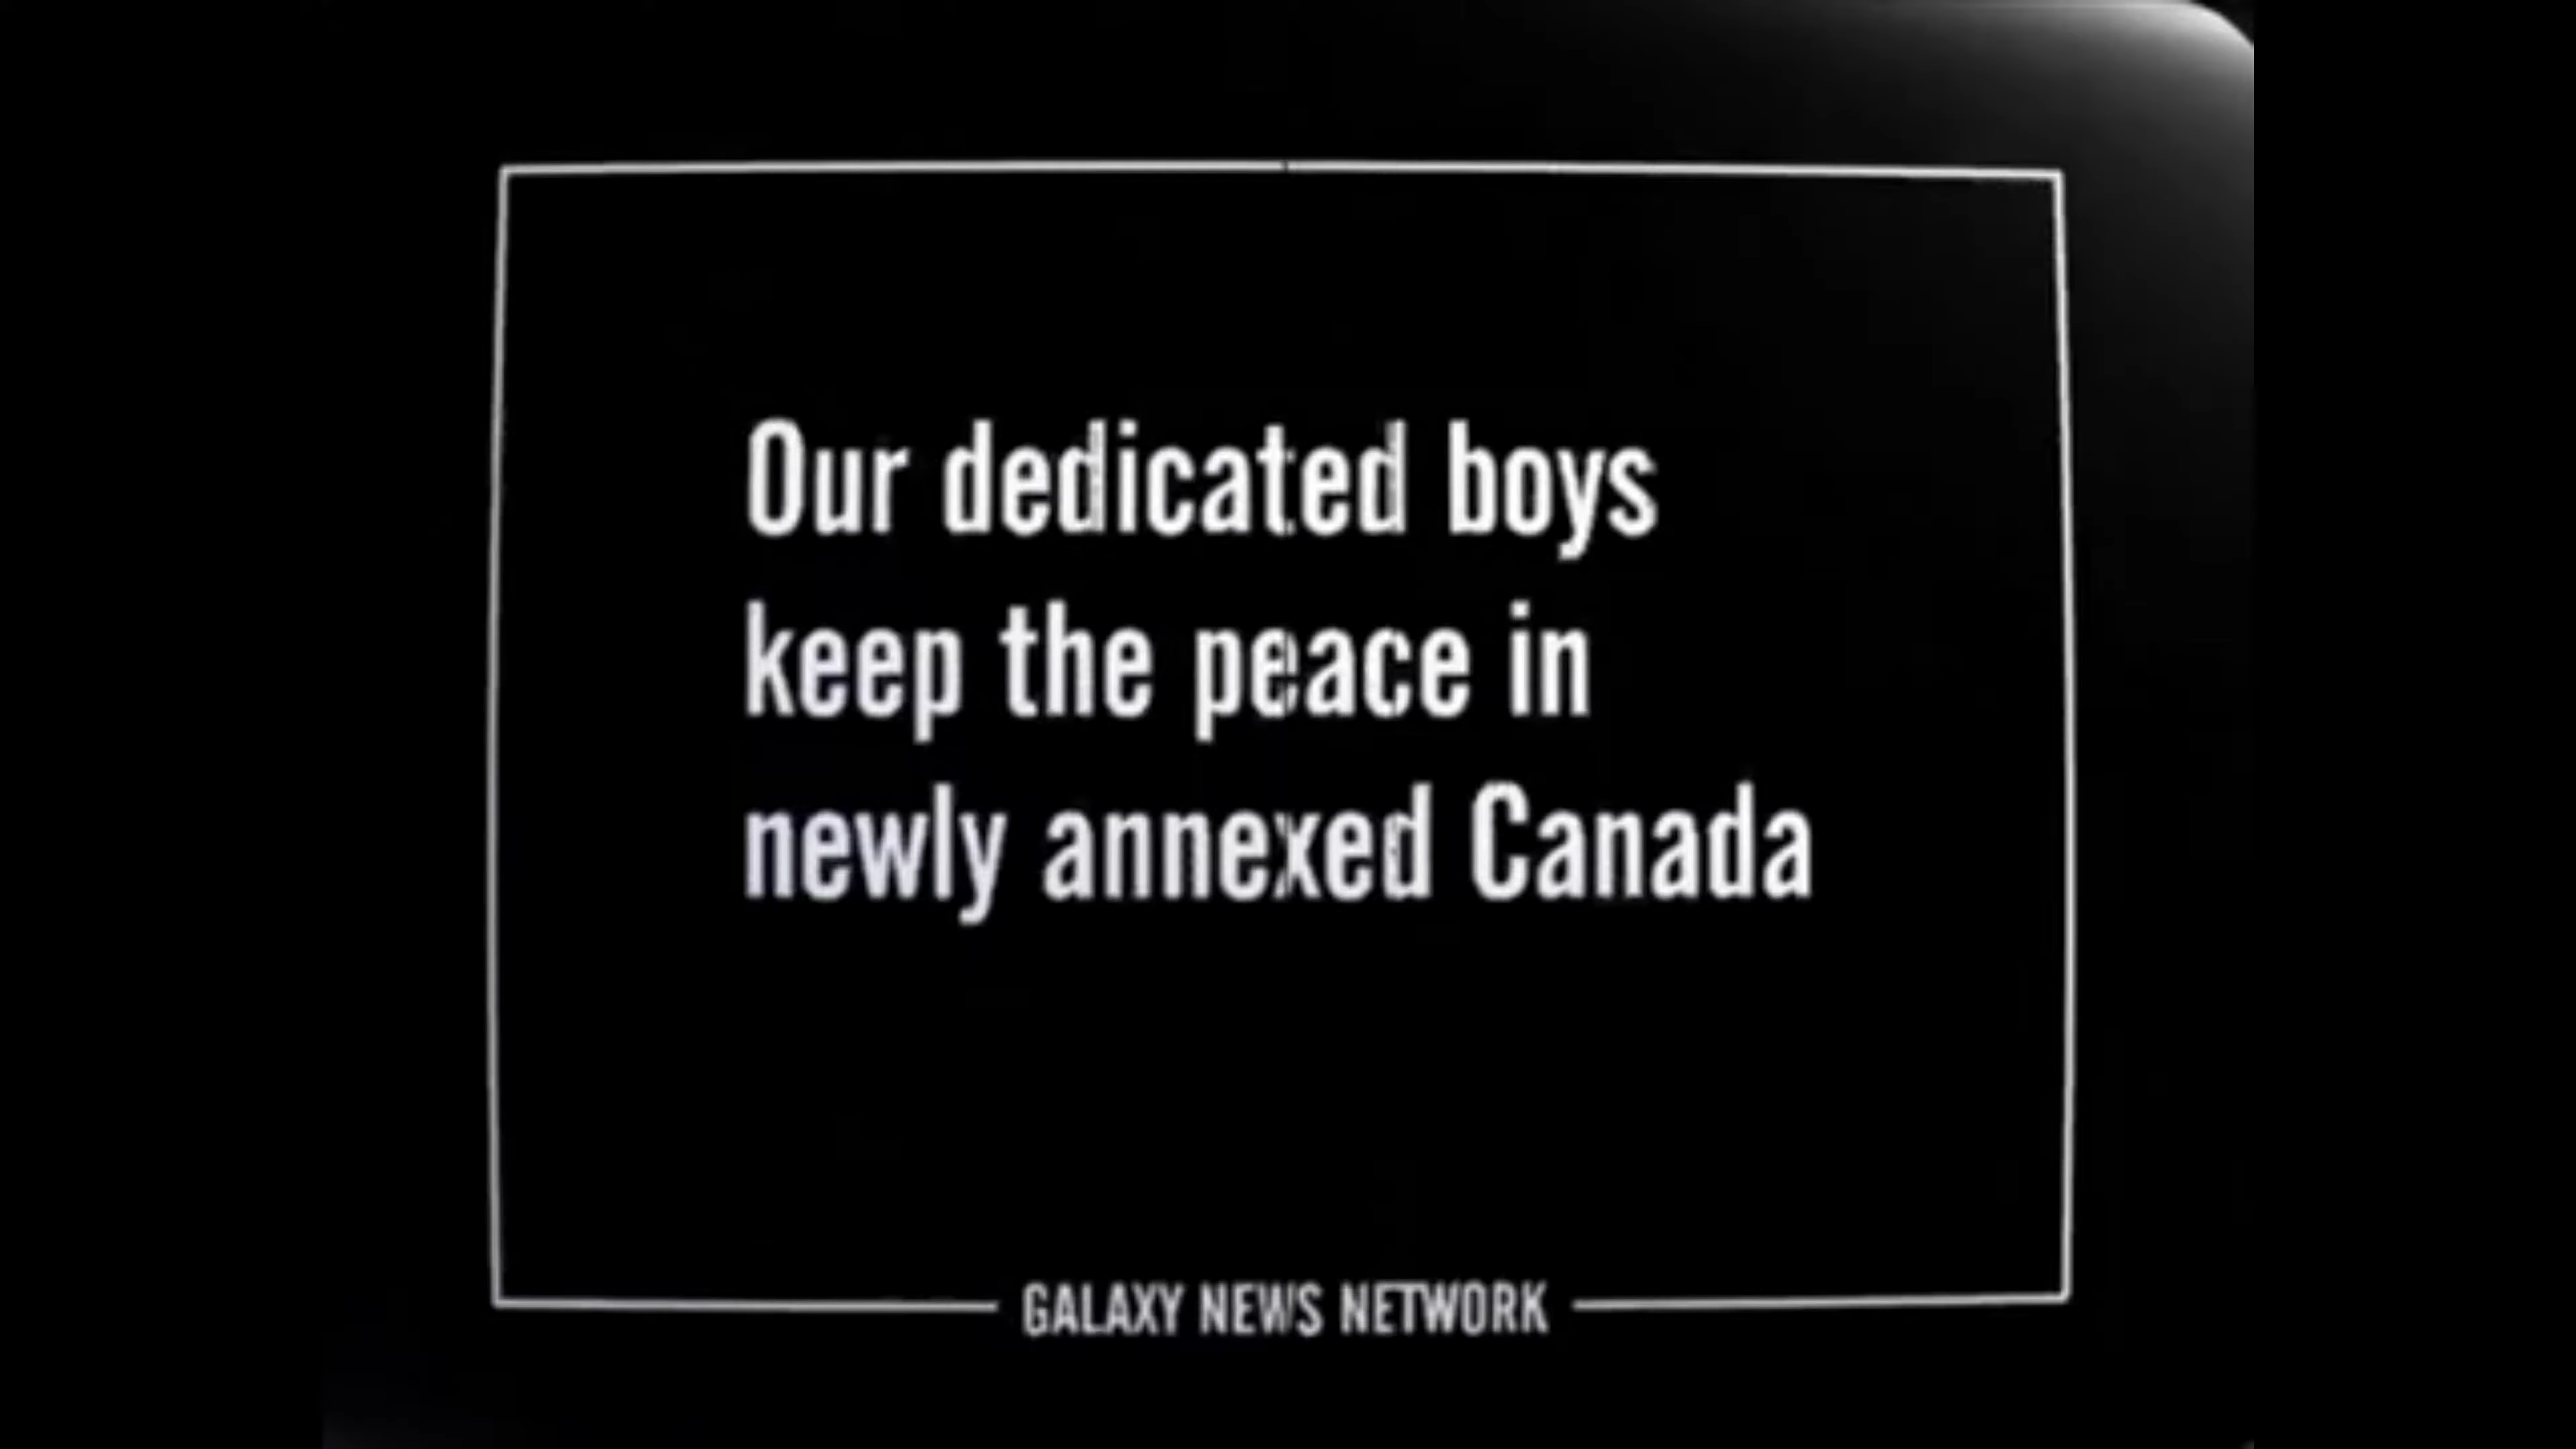 Our dedicated boys
keep the peace in
newly annexed Canada
GALAXY NEWS NETWORK